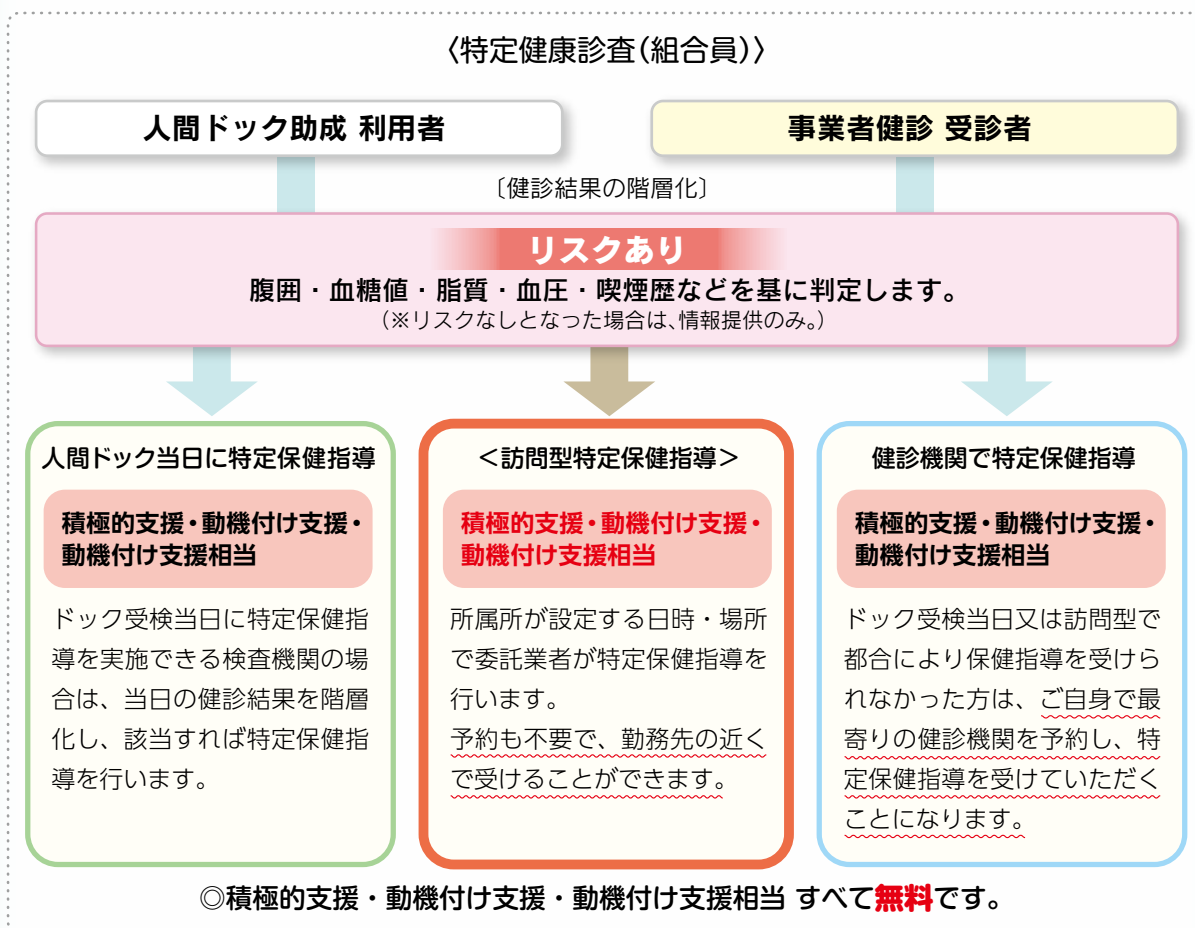 〈特定健康診査(組合員)〉
人間ドック助成 利用者
事業者健診 受診者
〔健診結果の階層化〕
リスクあり
腹囲・血糖値・脂質・血圧・喫煙歴などを基に判定します。
(※リスクなしとなった場合は、情報提供のみ。)
人間ドック当日に特定保健指導
積極的支援・動機付け支援・
動機付け支援相当
ドック受検当日に特定保健指
導を実施できる検査機関の場
合は、当日の健診結果を階層
化し、該当すれば特定保健指
導を行います。
＜訪問型特定保健指導＞
積極的支援・動機付け支援・
動機付け支援相当
所属所が設定する日時・場所
で委託業者が特定保健指導を
行います。
予約も不要で、勤務先の近く
で受けることができます。
健診機関で特定保健指導
積極的支援・動機付け支援・
動機付け支援相当
ドック受検当日又は訪問型で
都合により保健指導を受けら
れなかった方は、ご自身で最
寄りの健診機関を予約し、特
定保健指導を受けていただく
ことになります。
◎積極的支援・動機付け支援・動機付け支援相当 すべて無料です。